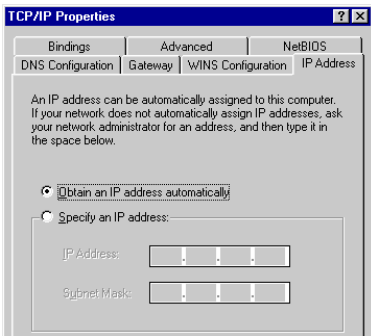 TCP/IP Properties
Bindings Advanced NetBIOS
DNS Configuration Gateway WINS Configuration IP Address
An IP address can be automatically assigned to this computer.
If your network does not automatically assign IP addresses, ask
your network administrator for an address, and then type it in
the space below.
Obtain an IP address automatically
Specify an IP address:
IP Address:
Subnet Mask: